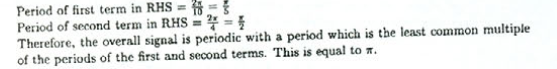 Period of first term in RHS = 2π/10 = π/5
Period of second term in RHS = 2π/4 = π/2
Therefore, the overall signal is periodic with a period which is the least common multiple
of the periods of the first and second terms. This is equal to π.